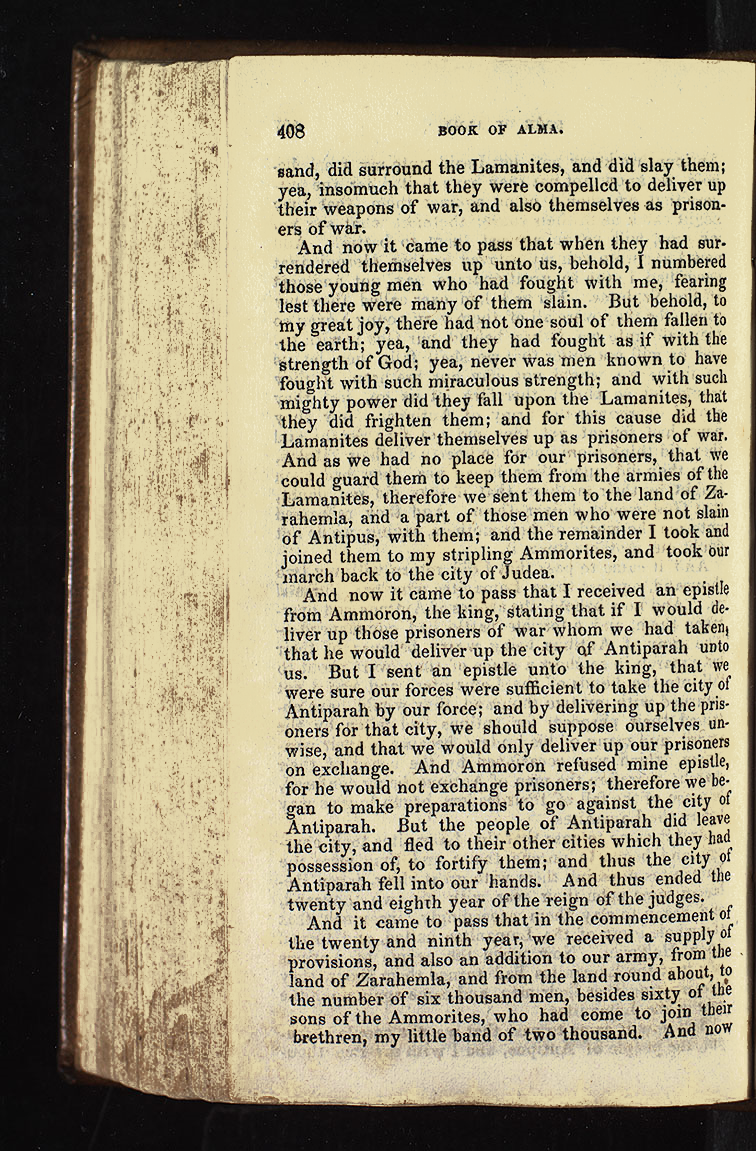 408 BOOK OF ALMA.
sand, did surround the Lamanites, and did slay them;
yea, insomuch that they were compelled to deliver up
their weapons of war, and also themselves as prison-
ers of war.
And now it came to pass that when they had sur-
rendered themselves up unto us, behold, I numbered
those young men who had fought with me, fearing
lest there were many of them slain. But behold, to
my great joy, there had not one soul of them fallen to
the earth; yea, and they had fought as if with the
strength of God; yea, never was men known to have
fought with such miraculous strength; and with such
mighty power did they fall upon the Lamanites, that
they did frighten them; and for this cause did the
Lamanites deliver themselves up as prisoners of war.
And as we had no place for our prisoners, that we
could guard them to keep them from the armies of the
Lamanites, therefore we sent them to the land of Za-
rahemla, and a part of those men who were not slain
of Antipus, with them; and the remainder I took and
joined them to my stripling Ammorites, and took our
march back to the city of Judea.
And now it came to pass that I received an epistle
from Ammoron, the king, stating that if I would de-
liver up those prisoners of war whom we had taken,
that he would deliver up the city of Antiparah unto
us. But I sent an epistle unto the king, that we
were sure our forces were sufficient to take the city of
Antiparah by our force; and by delivering up the pris-
oners for that city, we should suppose ourselves un-
wise, and that we would only deliver up our prisoners
on exchange. And Ammoron refused mine epistle,
for he would not exchange prisoners; therefore we be-
gan to make preparations to go against the city of
Antiparah. But the people of Antiparah did leave
the city, and fled to their other cities which they had
possession of, to fortify them; and thus the city of
Antiparah fell into our hands. And thus ended the
twenty and eighth year of the reign of the judges.
And it came to pass that in the commencement of
the twenty and ninth year, we received a supply of
provisions, and also an addition to our army, from the
land of Zarahemla, and from the land round about, to
the number of six thousand men, besides sixty of the
sons of the Ammorites, who had come to join their
brethren, my little band of two thousand. And now